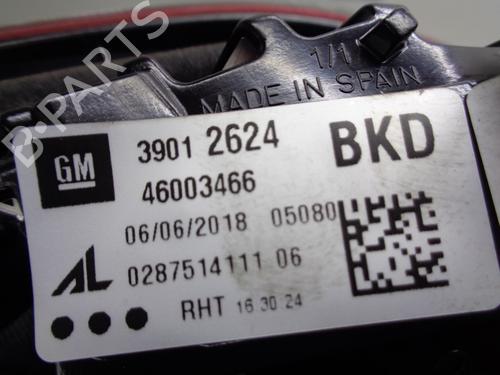 1/1
MADE IN SPAIN
B-PARTS
GM 3901 2624 BKD
46003466
06/06/2018 05080
AL 0287514111 06
RHT 16 30 24